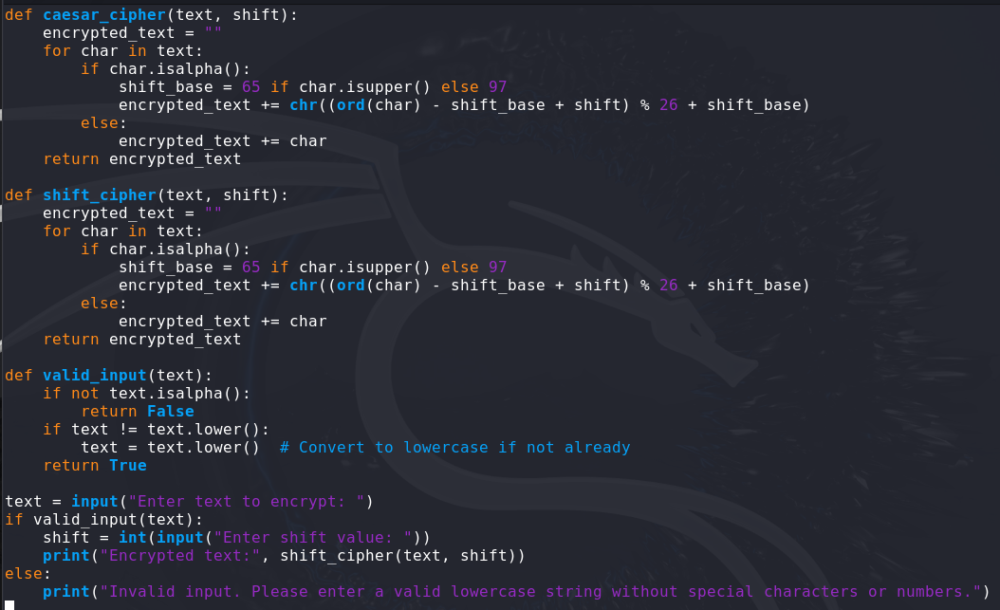 def caesar_cipher(text, shift):
    encrypted_text = ""
    for char in text:
        if char.isalpha():
            shift_base = 65 if char.isupper() else 97
            encrypted_text += chr((ord(char) - shift_base + shift) % 26 + shift_base)
        else:
            encrypted_text += char
    return encrypted_text

def shift_cipher(text, shift):
    encrypted_text = ""
    for char in text:
        if char.isalpha():
            shift_base = 65 if char.isupper() else 97
            encrypted_text += chr((ord(char) - shift_base + shift) % 26 + shift_base)
        else:
            encrypted_text += char
    return encrypted_text

def valid_input(text):
    if not text.isalpha():
        return False
    if text != text.lower():
        text = text.lower()  # Convert to lowercase if not already
    return True

text = input("Enter text to encrypt: ")
if valid_input(text):
    shift = int(input("Enter shift value: "))
    print("Encrypted text:", shift_cipher(text, shift))
else:
    print("Invalid input. Please enter a valid lowercase string without special characters or numbers.")